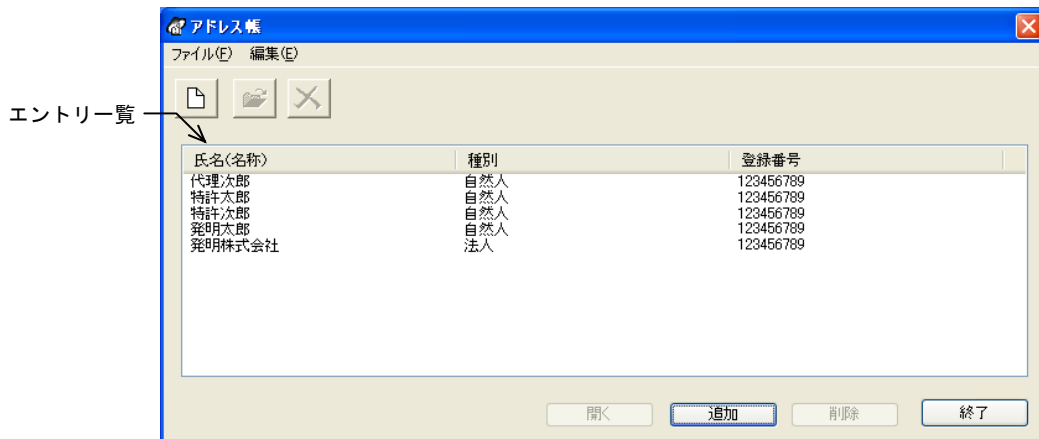 アドレス帳
ファイル(F) 編集(E)
エントリ一覧
氏名(名称) 種別 登録番号
代理次郎 自然人 123456789
特許太郎 自然人 123456789
特許次郎 自然人 123456789
発明太郎 自然人 123456789
発明株式会社 法人 123456789
開く 追加 削除 終了